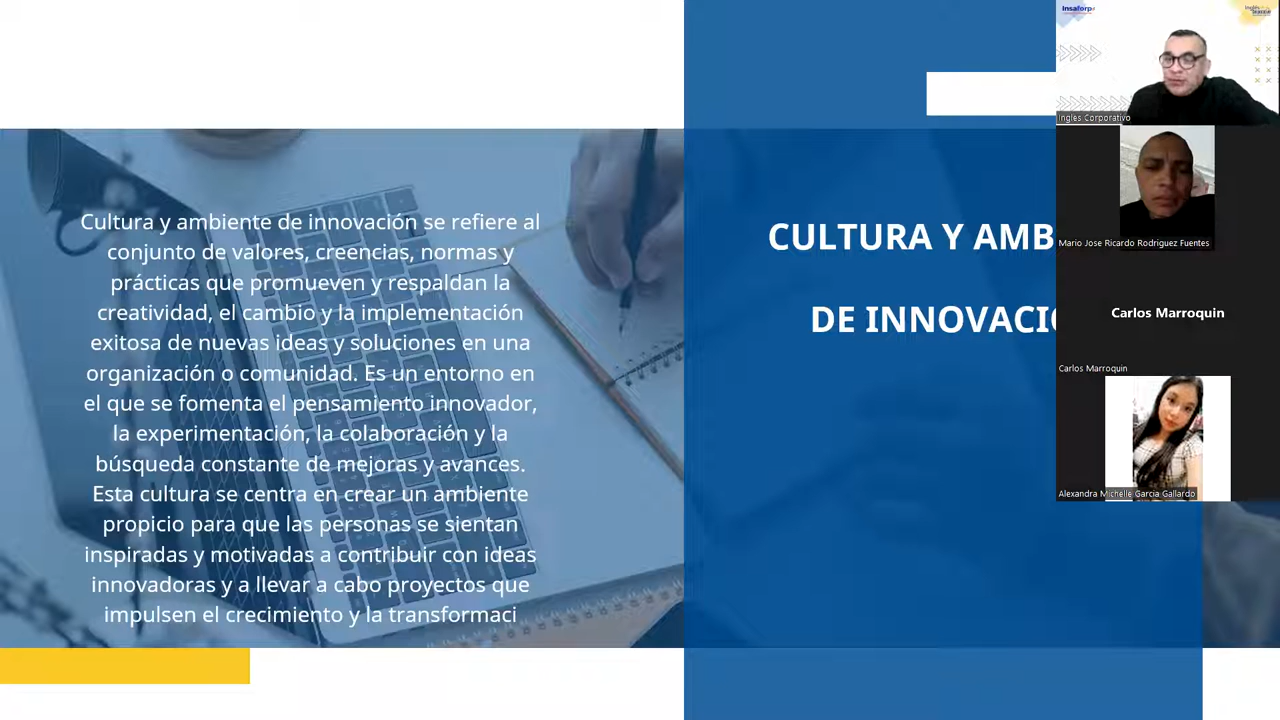 Cultura y ambiente de innovación se refiere al
conjunto de valores, creencias, normas y
prácticas que promueven y respaldan la
creatividad, el cambio y la implementación
exitosa de nuevas ideas y soluciones en una
organización o comunidad. Es un entorno en
el que se fomenta el pensamiento innovador,
la experimentación, la colaboración y la
búsqueda constante de mejoras y avances.
Esta cultura se centra en crear un ambiente
propicio para que las personas se sientan
inspiradas y motivadas a contribuir con ideas
innovadoras y a llevar a cabo proyectos que
impulsen el crecimiento y la transformaci
CULTURA Y AMB
DE INNOVACI
Insaforp
Ingles Corporativo
Mario Jose Ricardo Rodriguez Fuentes
Carlos Marroquin
Carlos Marroquin
Alexandra Michelle Garcia Gallardo